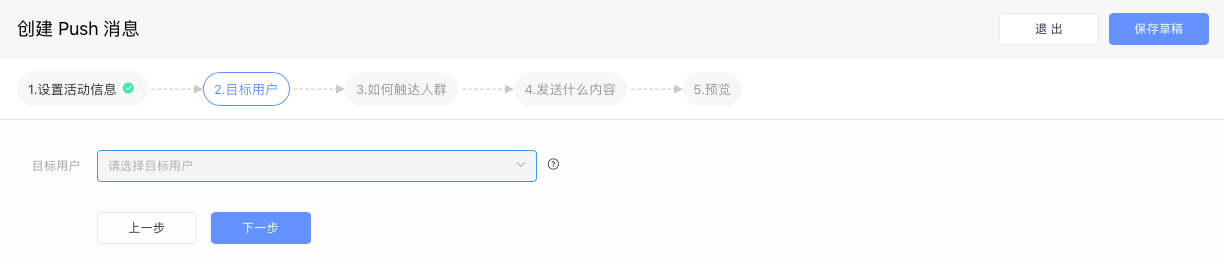 创建 Push 消息
退 出
保存草稿
1.设置活动信息
2.目标用户
3.如何触达人群
4.发送什么内容
5.预览
目标用户
请选择目标用户
上一步
下一步